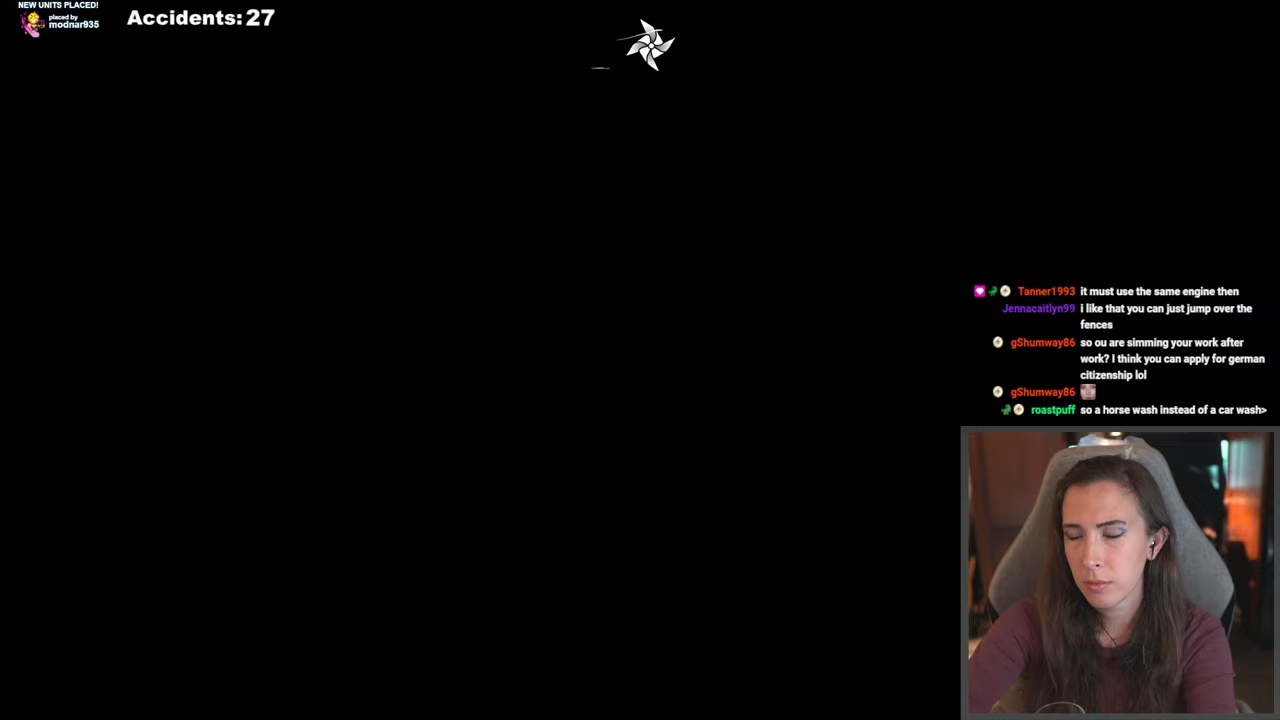 NEW UNITS PLACED!
placed by
modnar935
Accidents: 27
Tanner1993 it must use the same engine then
Jennacaitlyn99 i like that you can just jump over the
fences
gShumway86 so ou are simming your work after
work? I think you can apply for german
citizenship lol
gShumway86
roastpuff so a horse wash instead of a car wash>